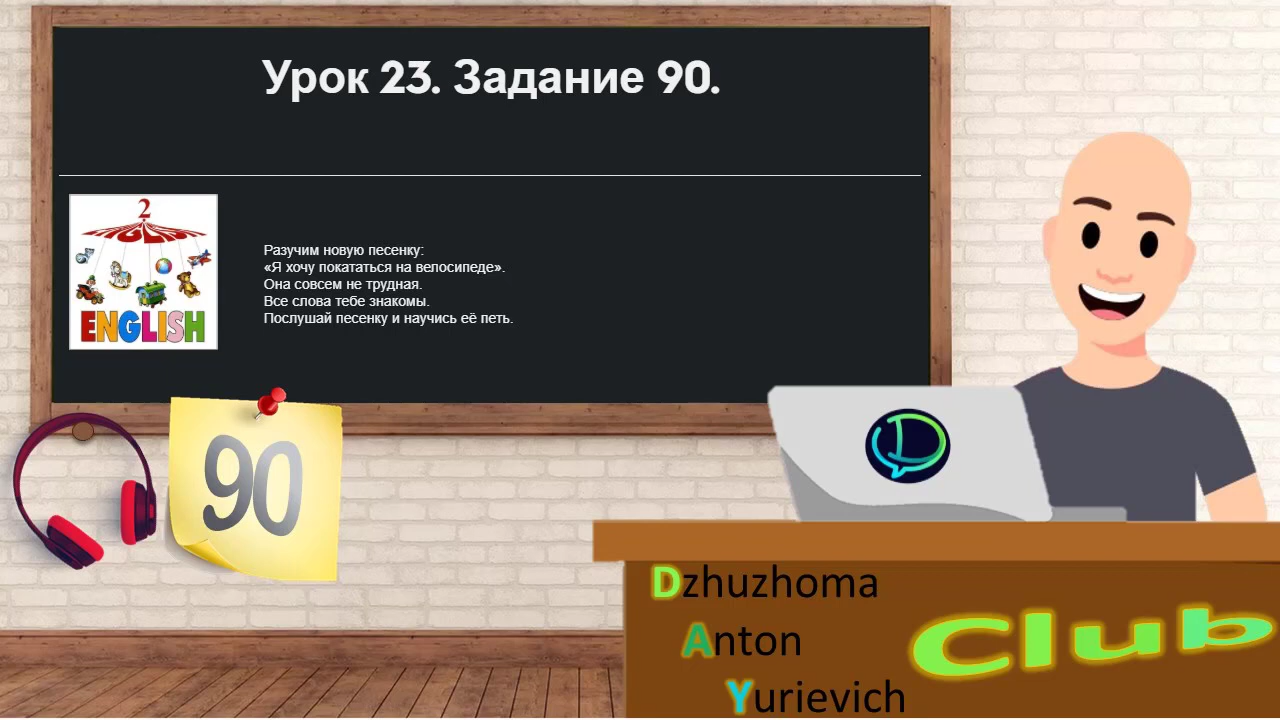 Урок 23. Задание 90.
2
ENGLISH
Разучим новую песенку:
«Я хочу покататься на велосипеде».
Она совсем не трудная.
Все слова тебе знакомы.
Послушай песенку и научись её петь.
ENGLISH
90
D
Dzhuzhoma
Anton
Yurievich
Club